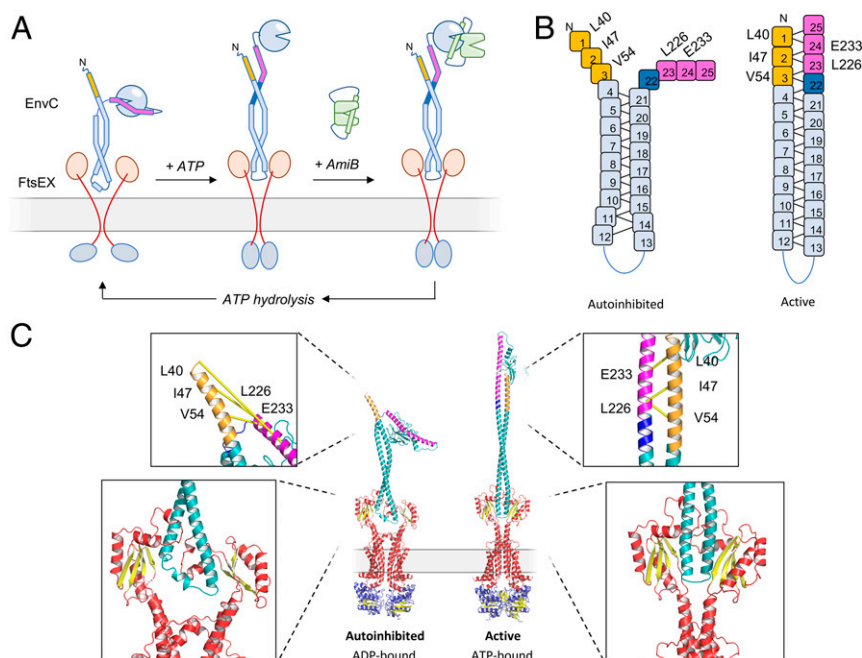 A
N
EnvC
FtsEX
+ ATP
N
+ AmiB
N
ATP hydrolysis
B
N
L40
I47
V54
L226
E233
1
2
3
4
5
6
7
8
9
10
11
12
22
23
24
25
21
20
19
18
17
16
15
14
13
Autoinhibited
N
L40
I47
V54
E233
L226
1
2
3
4
5
6
7
8
9
10
11
12
25
24
23
22
21
20
19
18
17
16
15
14
13
Active
C
L40
I47
V54
L226
E233
E233
L226
L40
I47
V54
Autoinhibited
ADP-bound
Active
ATP-bound